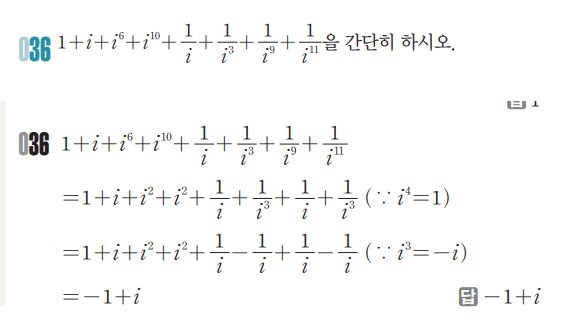 036 1+i+i⁶+i¹⁰+1/i+1/i³+1/i⁹+1/i¹¹을 간단히 하시오.
답 1
036 1+i+i⁶+i¹⁰+1/i+1/i³+1/i⁹+1/i¹¹
=1+i+i²+i²+1/i+1/i³+1/i+1/i³ (∵ i⁴=1)
=1+i+i²+i²+1/i-1/i+1/i-1/i (∵ i³=-i)
=-1+i 답 -1+i